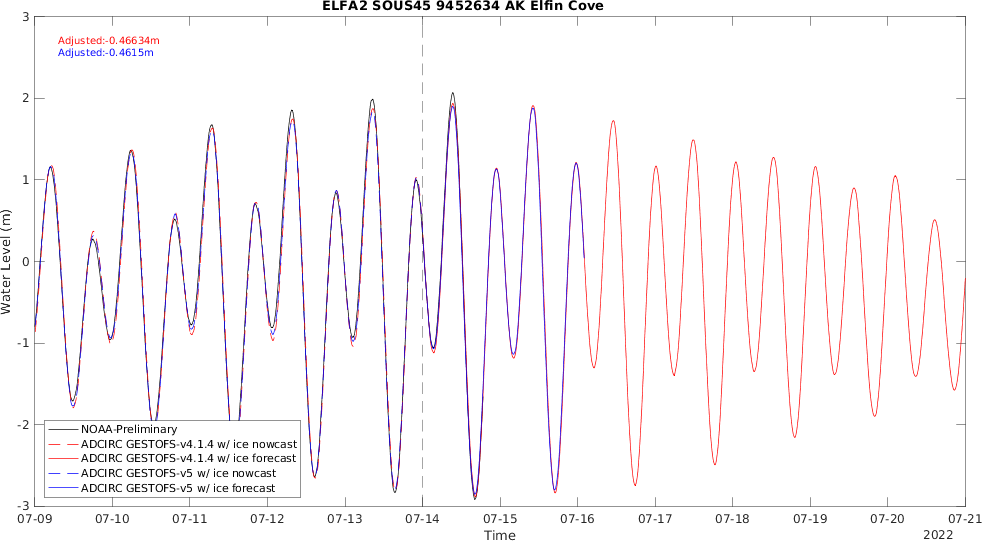 ELFA2 SOUS45 9452634 AK Elfin Cove
Adjusted:-0.46634m
Adjusted:-0.4615m
3
2
1
0
-1
-2
-3
Water Level (m)
NOAA-Preliminary
ADCIRC GESTOFS-v4.1.4 w/ ice nowcast
ADCIRC GESTOFS-v4.1.4 w/ ice forecast
ADCIRC GESTOFS-v5 w/ ice nowcast
ADCIRC GESTOFS-v5 w/ ice forecast
07-09 07-10 07-11 07-12 07-13 07-14 07-15 07-16 07-17 07-18 07-19 07-20 07-21
Time
2022